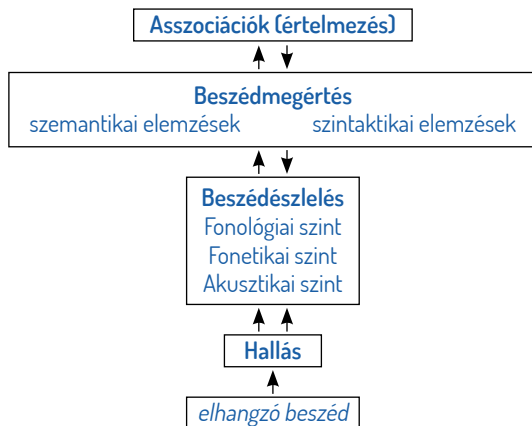 Asszociációk (értelmezés)
Beszédmegértés
szemantikai elemzések szintaktikai elemzések
Beszédészlelés
Fonológiai szint
Fonetikai szint
Akusztikai szint
Hallás
elhangzó beszéd